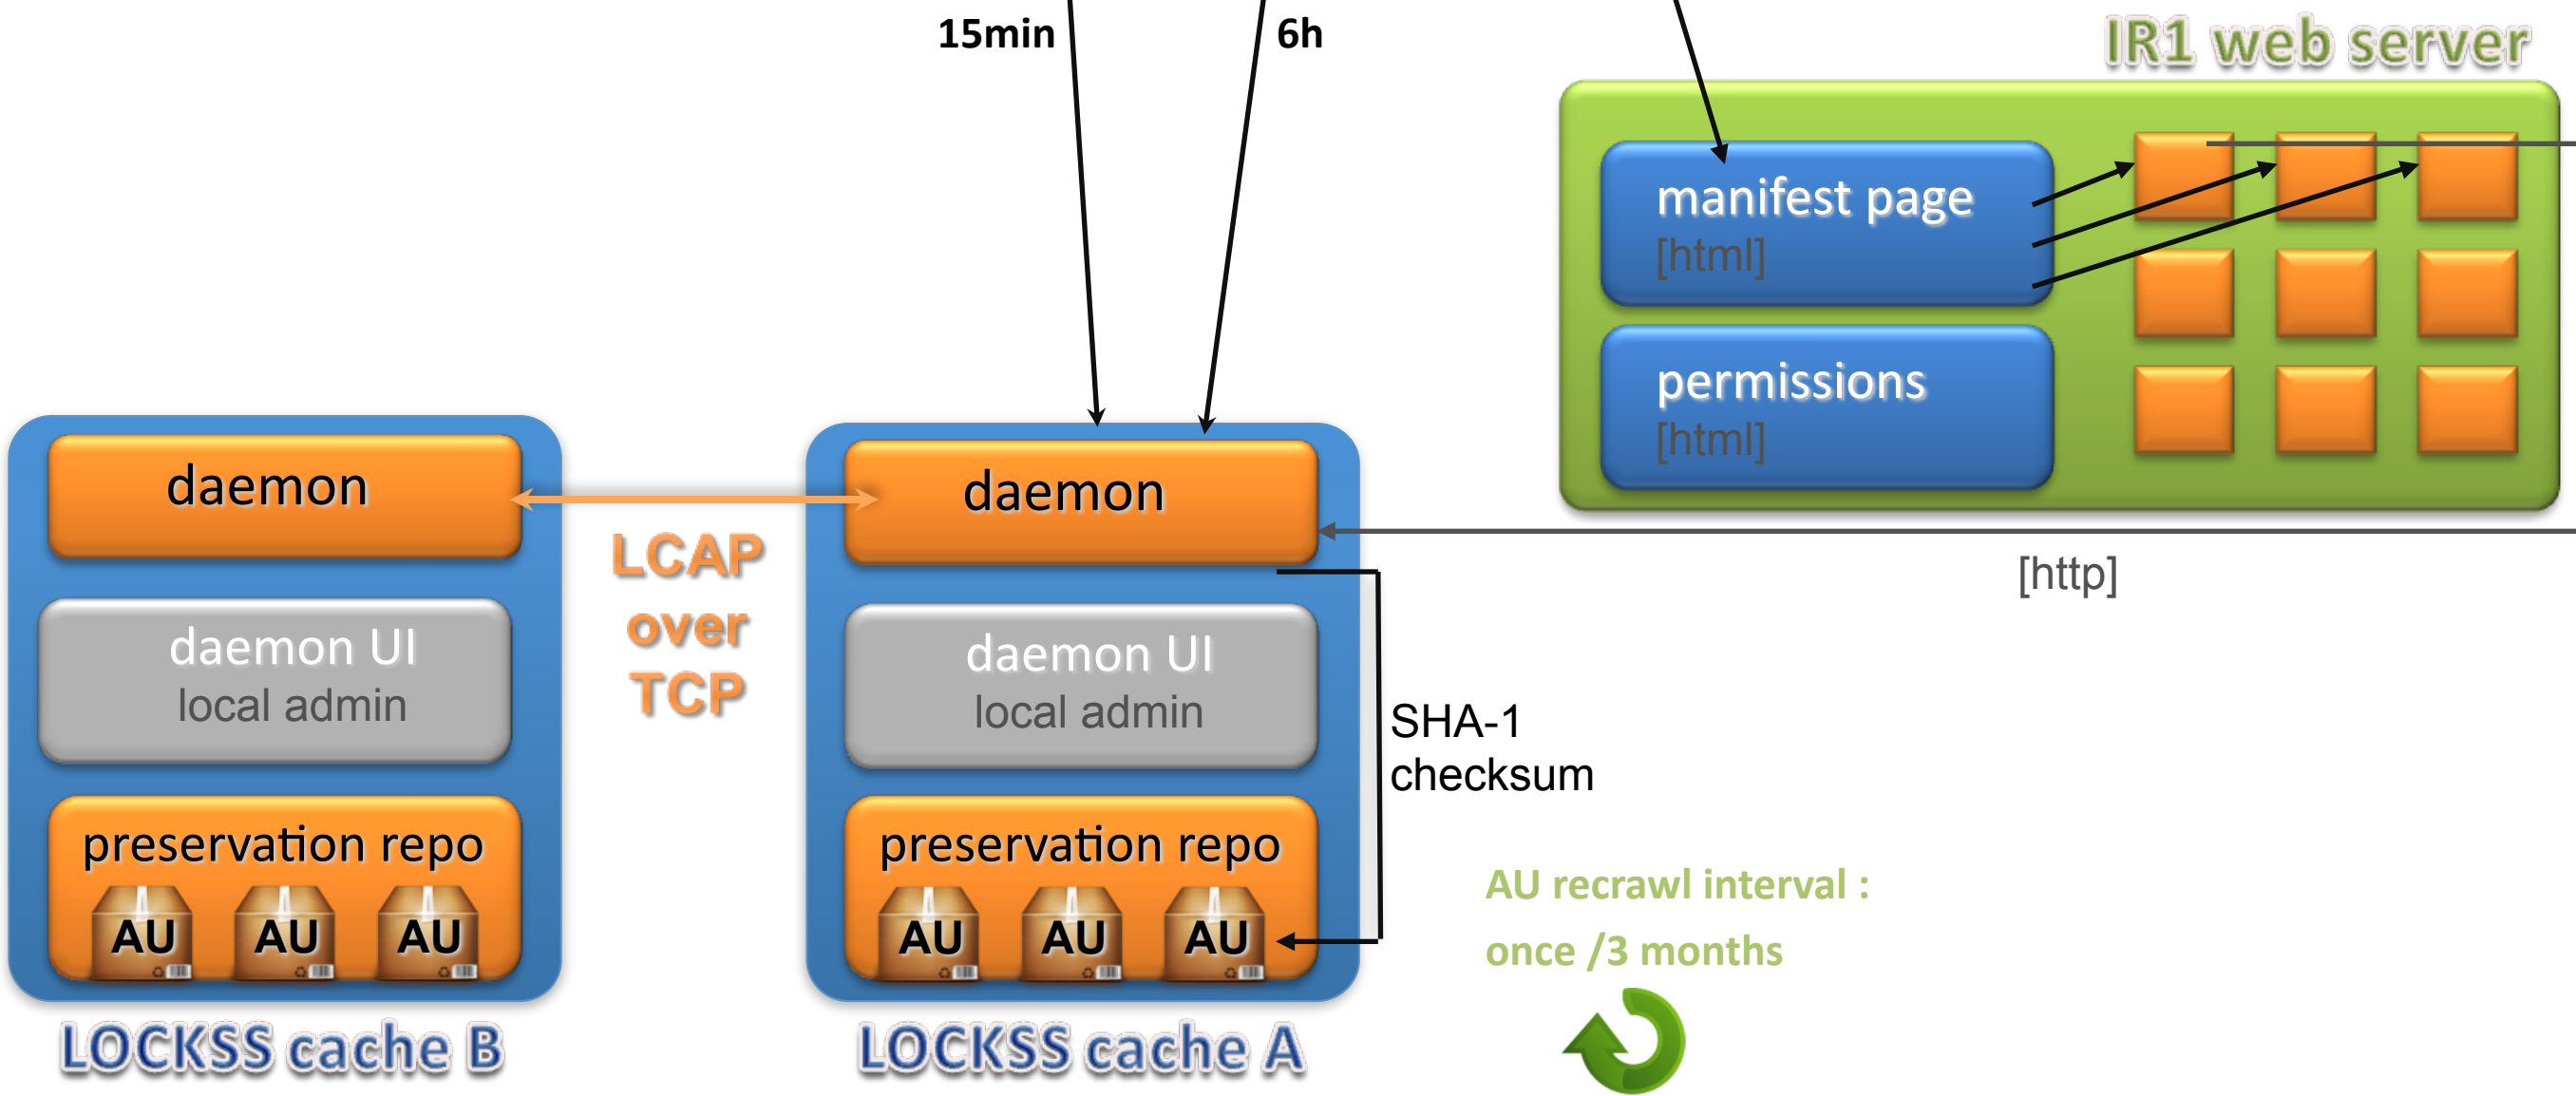 15min
6h
IR1 web server
manifest page
[html]
permissions
[html]
daemon
daemon UI
local admin
preservation repo
AU AU AU
LOCKSS cache B
LCAP
over
TCP
daemon
daemon UI
local admin
preservation repo
AU AU AU
LOCKSS cache A
[http]
SHA-1
checksum
AU recrawl interval :
once /3 months